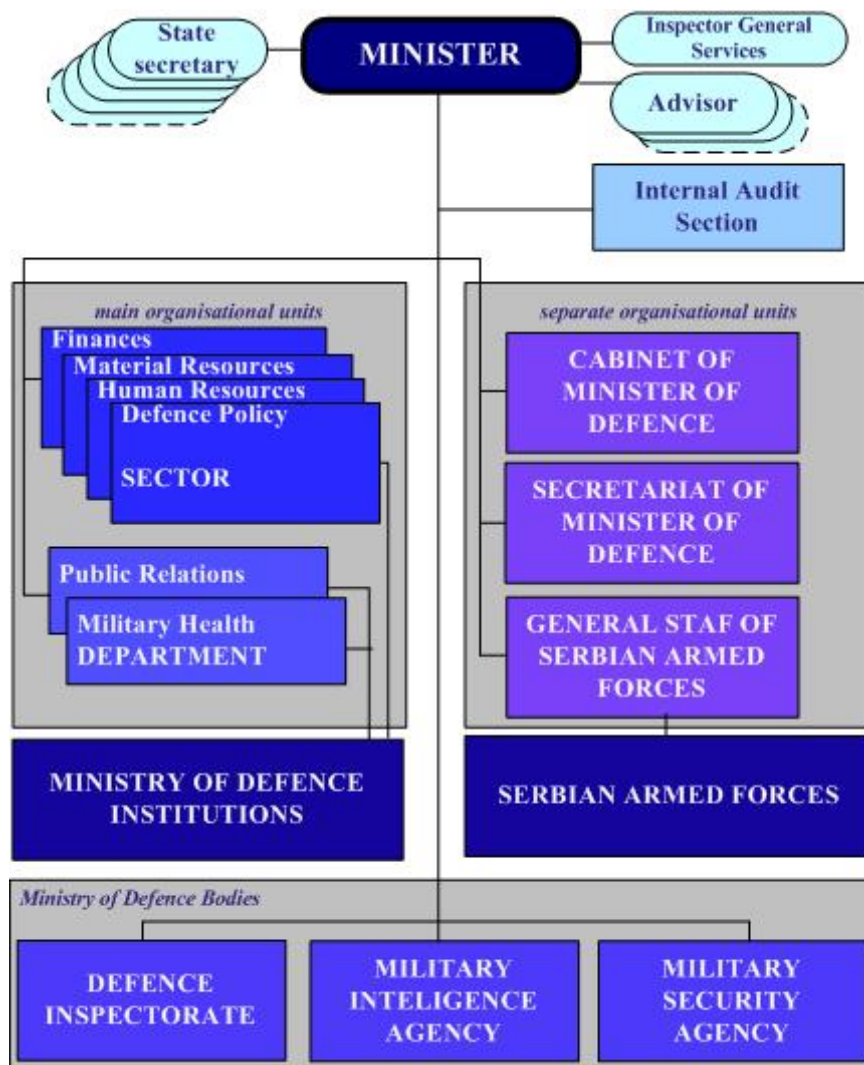 State
secretary
MINISTER
Inspector General
Services
Advisor
Internal Audit
Section
main organisational units
Finances
Material Resources
Human Resources
Defence Policy
SECTOR
Public Relations
Military Health
DEPARTMENT
separate organisational units
CABINET OF
MINISTER OF
DEFENCE
SECRETARIAT OF
MINISTER OF
DEFENCE
GENERAL STAF OF
SERBIAN ARMED
FORCES
MINISTRY OF DEFENCE
INSTITUTIONS
SERBIAN ARMED FORCES
Ministry of Defence Bodies
DEFENCE
INSPECTORATE
MILITARY
INTELIGENCE
AGENCY
MILITARY
SECURITY
AGENCY